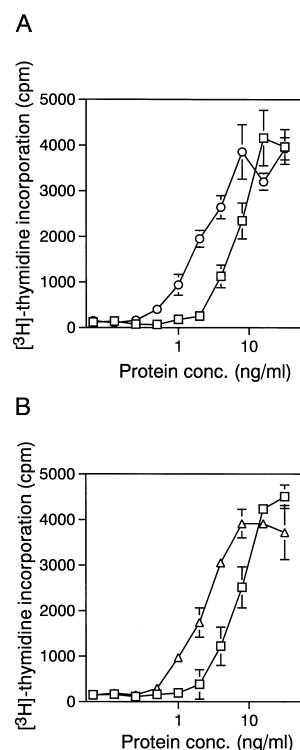 A
[³H]-thymidine incorporation (cpm)
5000
4000
3000
2000
1000
0
1 10
Protein conc. (ng/ml)
B
[³H]-thymidine incorporation (cpm)
5000
4000
3000
2000
1000
0
1 10
Protein conc. (ng/ml)